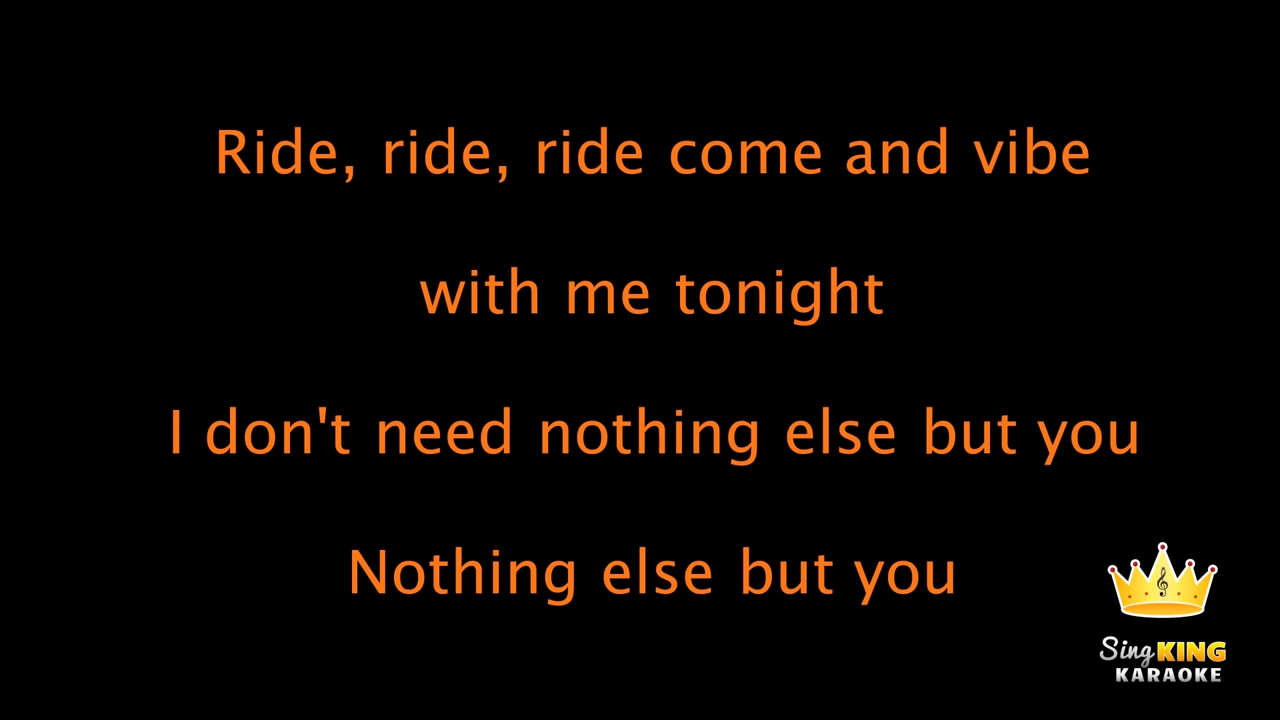 Ride, ride, ride come and vibe
with me tonight
I don't need nothing else but you
Nothing else but you
Sing KING
KARAOKE